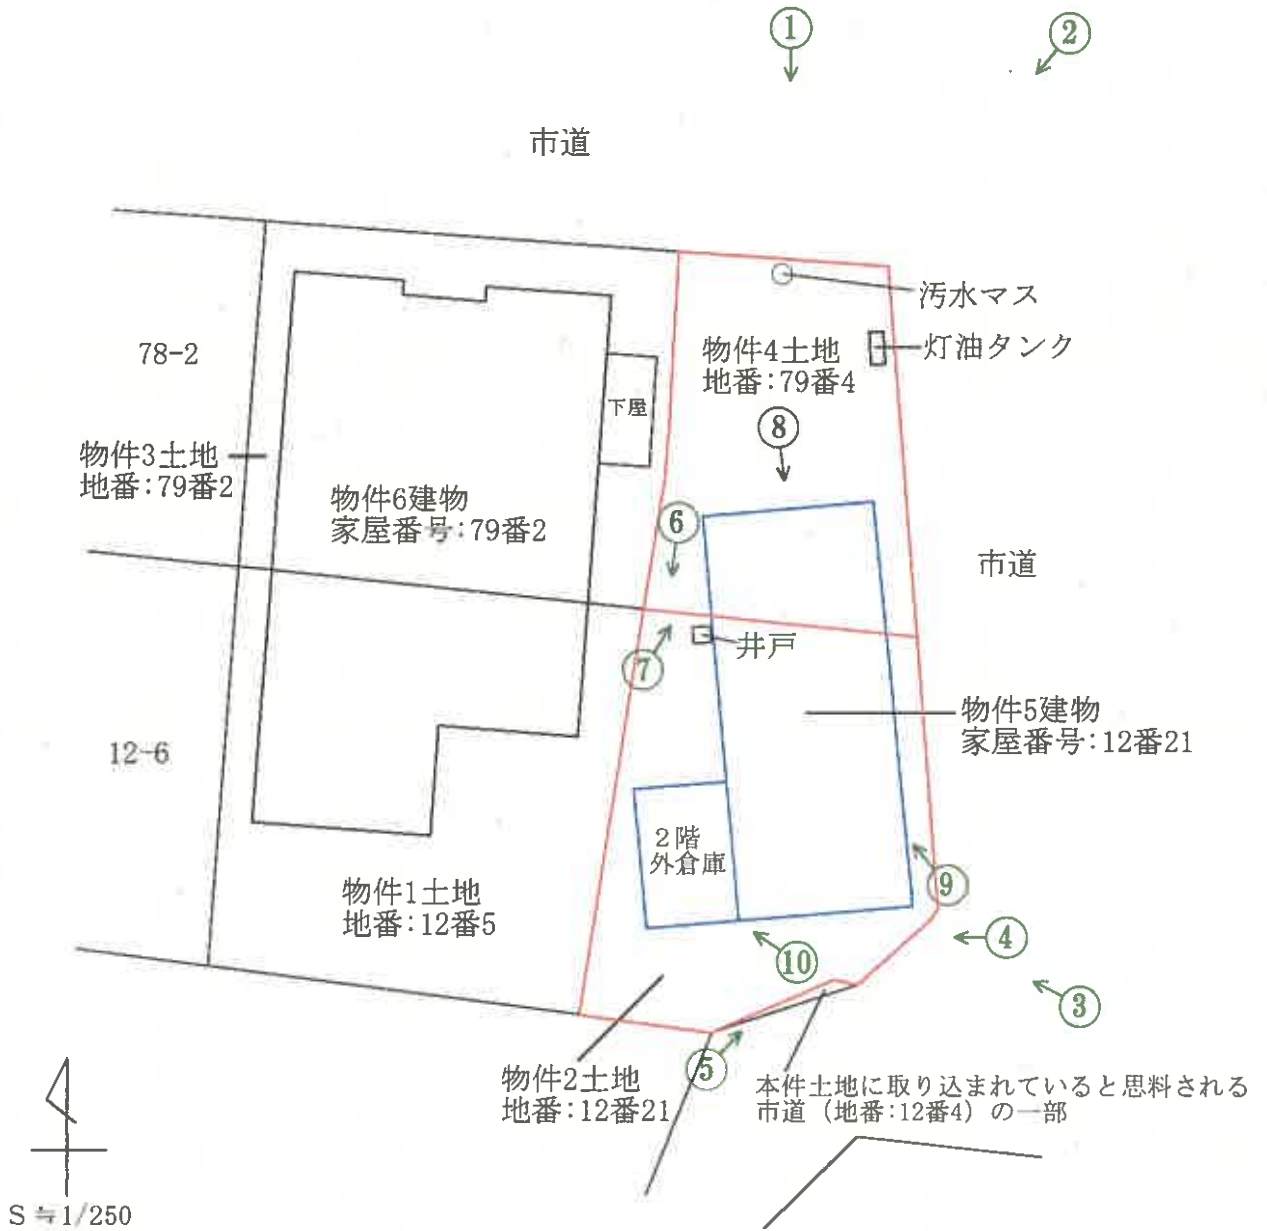 ①
②
市道
汚水マス
78-2
物件4土地
地番:79番4
灯油タンク
下屋
⑧
物件3土地
地番:79番2
物件6建物
家屋番号:79番2
⑥
市道
井戸
⑦
物件5建物
家屋番号:12番21
12-6
2階
外倉庫
物件1土地
地番:12番5
⑨
④
⑩
③
⑤
物件2土地
地番:12番21
本件土地に取り込まれていると思料される
市道（地番:12番4）の一部
S≒1/250